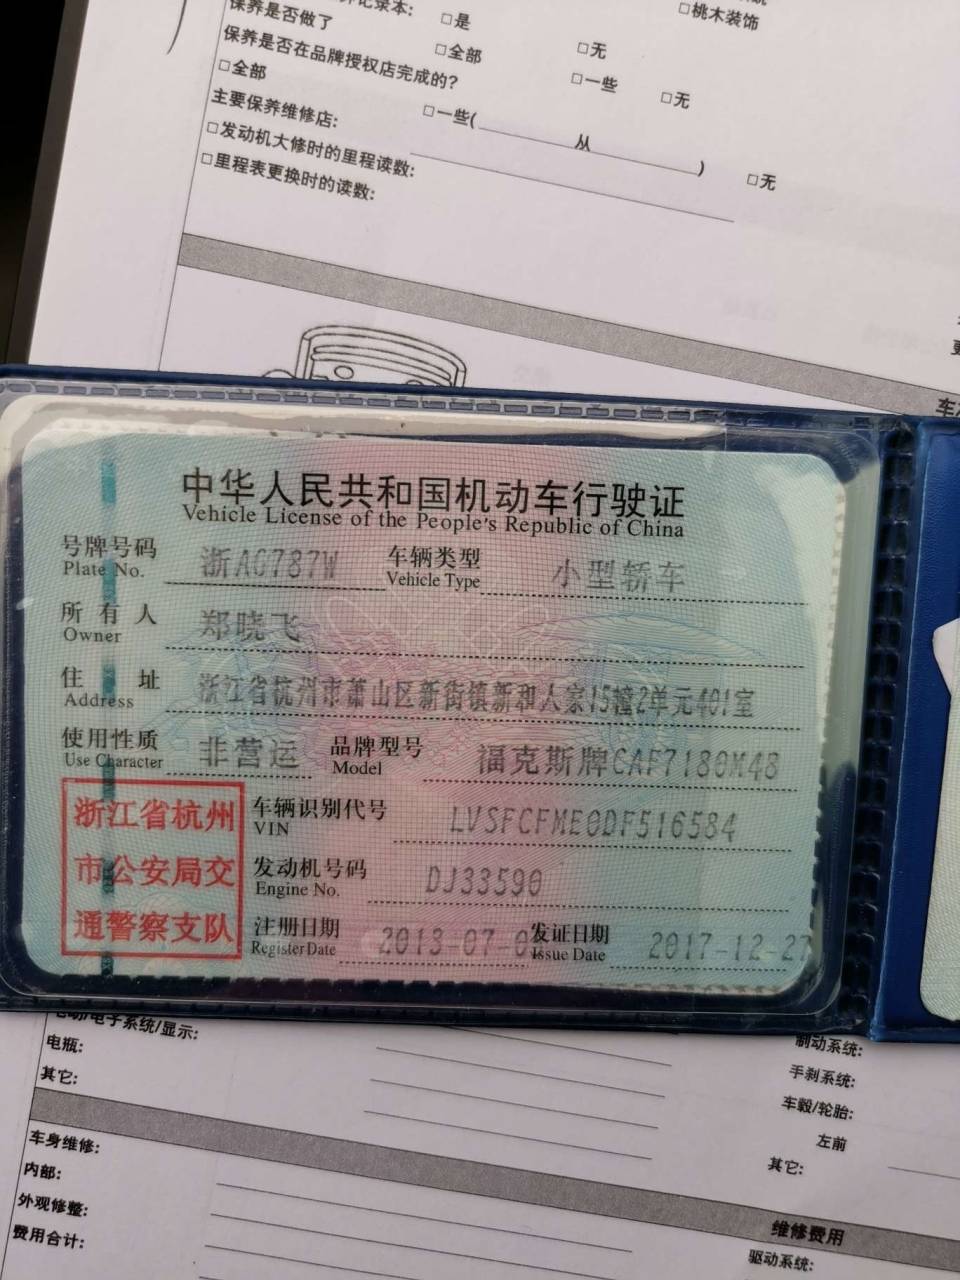 保养是否做了
□是
□桃木装饰
保养是否在品牌授权店完成的?
□全部
□无
□全部
□一些
□无
主要保养维修店:
□一些(
从
)
□无
□发动机大修时的里程读数:
□里程表更换时的读数:
中华人民共和国机动车行驶证
Vehicle License of the People's Republic of China
号牌号码 浙AG787W 车辆类型 小型轿车
Plate No. Vehicle Type
所有人 郑晓飞
Owner
住址 浙江省杭州市萧山区新街镇新和人家15幢2单元401室
Address
使用性质 非营运 品牌型号 福克斯牌CAF7180M48
Use Character Model
浙江省杭州
市公安局交
通警察支队
车辆识别代号 LVSFCFME0DF516584
VIN
发动机号码 DJ33590
Engine No.
注册日期 2013-07-0 发证日期 2017-12-27
Register Date Issue Date
电动/电子系统/显示:
电瓶:
其它:
制动系统:
手刹系统:
车毂/轮胎:
左前
其它:
车身维修:
内部:
外观修整:
费用合计:
维修费用
驱动系统: